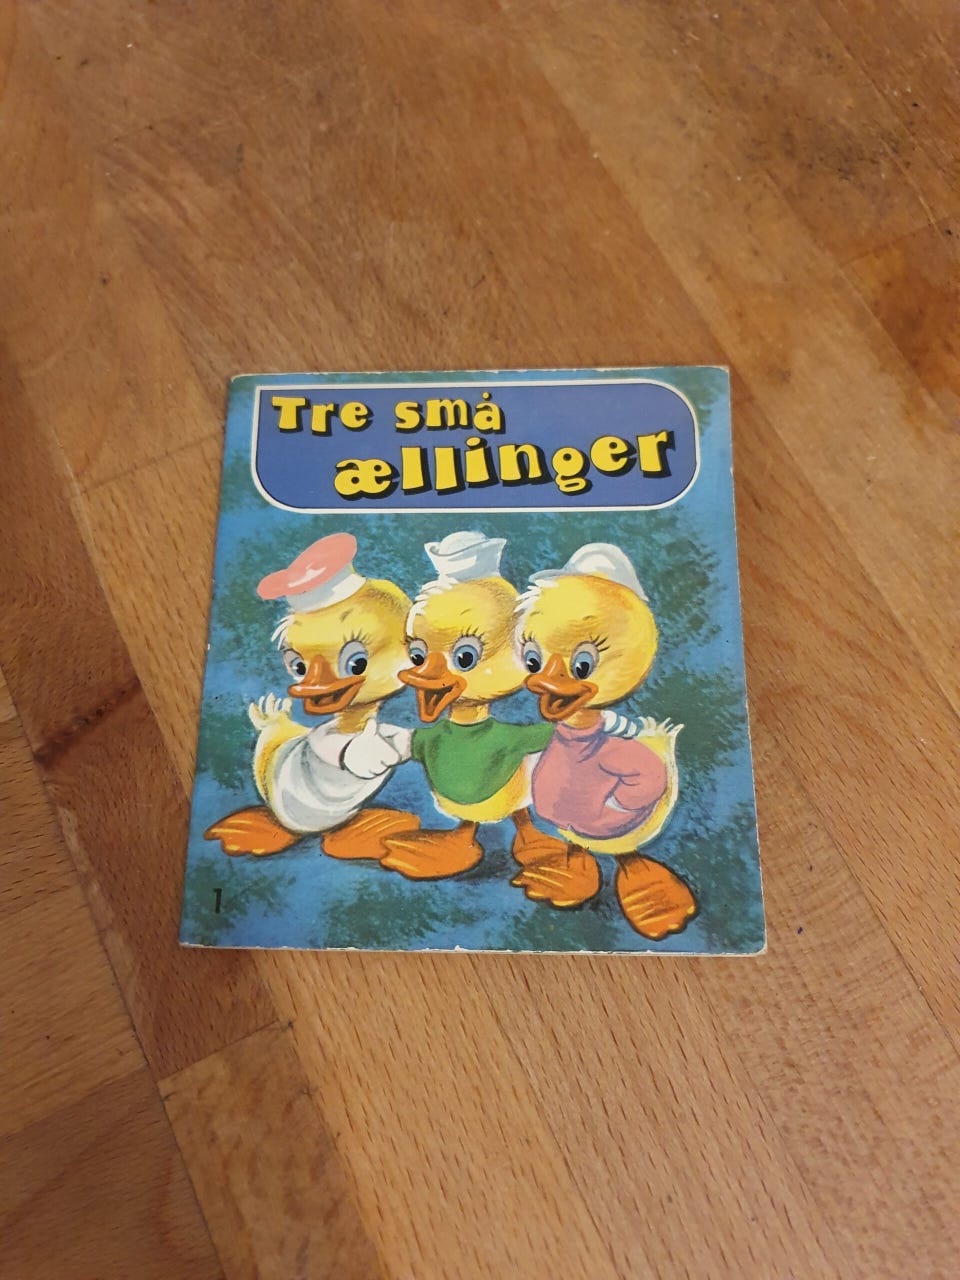 Tre små
ællinger
1